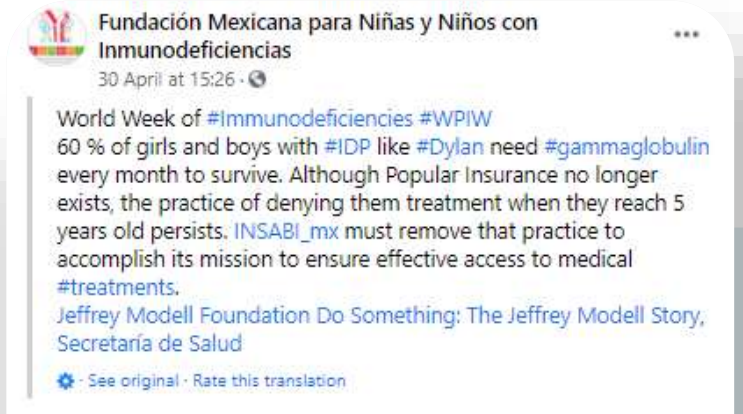 Fundación Mexicana para Niñas y Niños con
Inmunodeficiencias
30 April at 15:26 ·
World Week of #Immunodeficiencies #WPIW
60 % of girls and boys with #IDP like #Dylan need #gammaglobulin
every month to survive. Although Popular Insurance no longer
exists, the practice of denying them treatment when they reach 5
years old persists. INSABI_mx must remove that practice to
accomplish its mission to ensure effective access to medical
#treatments.
Jeffrey Modell Foundation Do Something: The Jeffrey Modell Story,
Secretaría de Salud
· See original · Rate this translation